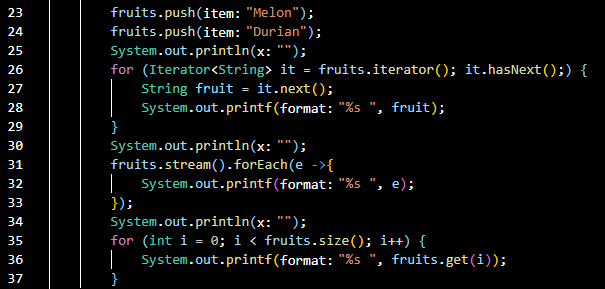 23 fruits.push(item: "Melon");
24 fruits.push(item: "Durian");
25 System.out.println(x: "");
26 for (Iterator<String> it = fruits.iterator(); it.hasNext();) {
27 String fruit = it.next();
28 System.out.printf(format: "%s ", fruit);
29 }
30 System.out.println(x: "");
31 fruits.stream().forEach(e ->{
32 System.out.printf(format: "%s ", e);
33 });
34 System.out.println(x: "");
35 for (int i = 0; i < fruits.size(); i++) {
36 System.out.printf(format: "%s ", fruits.get(i));
37 }